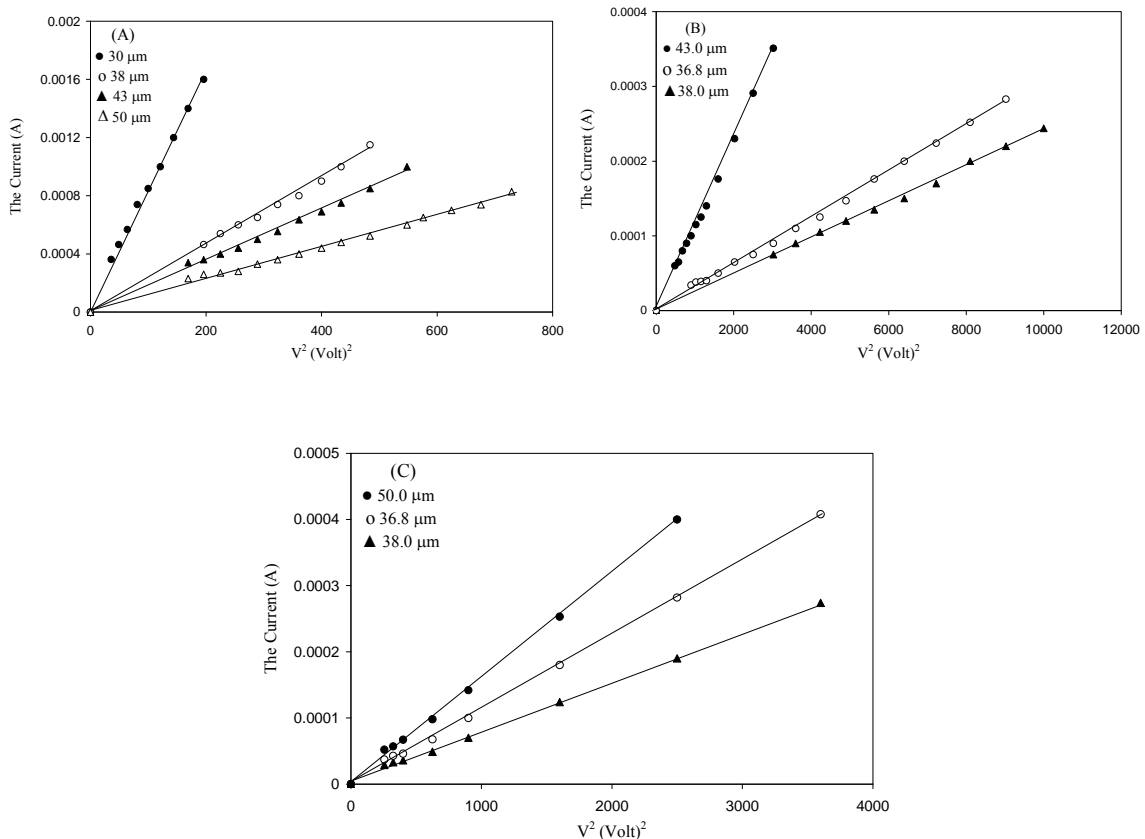 (A)
● 30 μm
○ 38 μm
▲ 43 μm
Δ 50 μm
The Current (A)
0.002
0.0016
0.0012
0.0008
0.0004
0
0 200 400 600 800
V² (Volt)²
(B)
● 43.0 μm
○ 36.8 μm
▲ 38.0 μm
The Current (A)
0.0004
0.0003
0.0002
0.0001
0
0 2000 4000 6000 8000 10000 12000
V² (Volt)²
(C)
● 50.0 μm
○ 36.8 μm
▲ 38.0 μm
The Current (A)
0.0005
0.0004
0.0003
0.0002
0.0001
0
0 1000 2000 3000 4000
V² (Volt)²